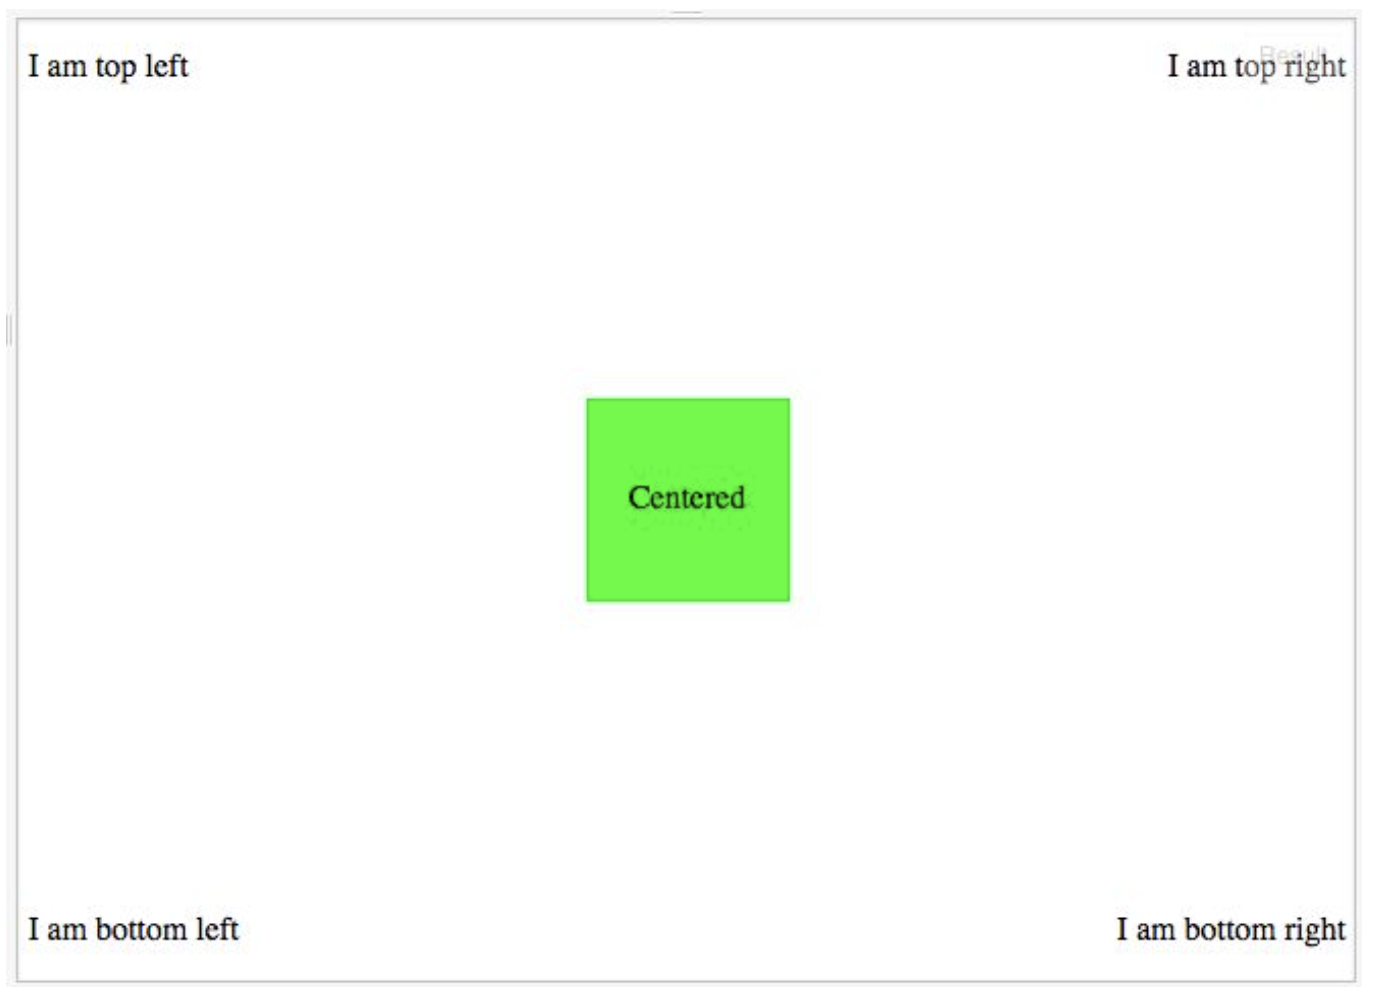 I am top left
I am top right
Result
Centered
I am bottom left
I am bottom right